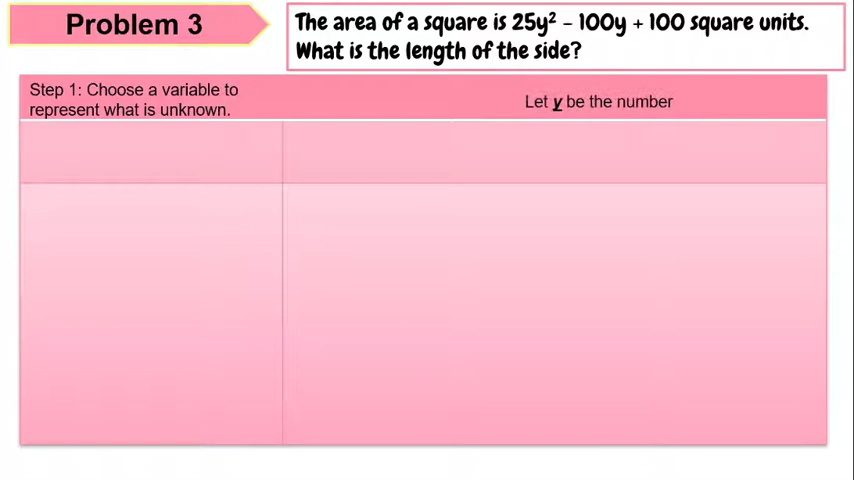 Problem 3
The area of a square is 25y² – 100y + 100 square units.
What is the length of the side?
Step 1: Choose a variable to
represent what is unknown.
Let y be the number